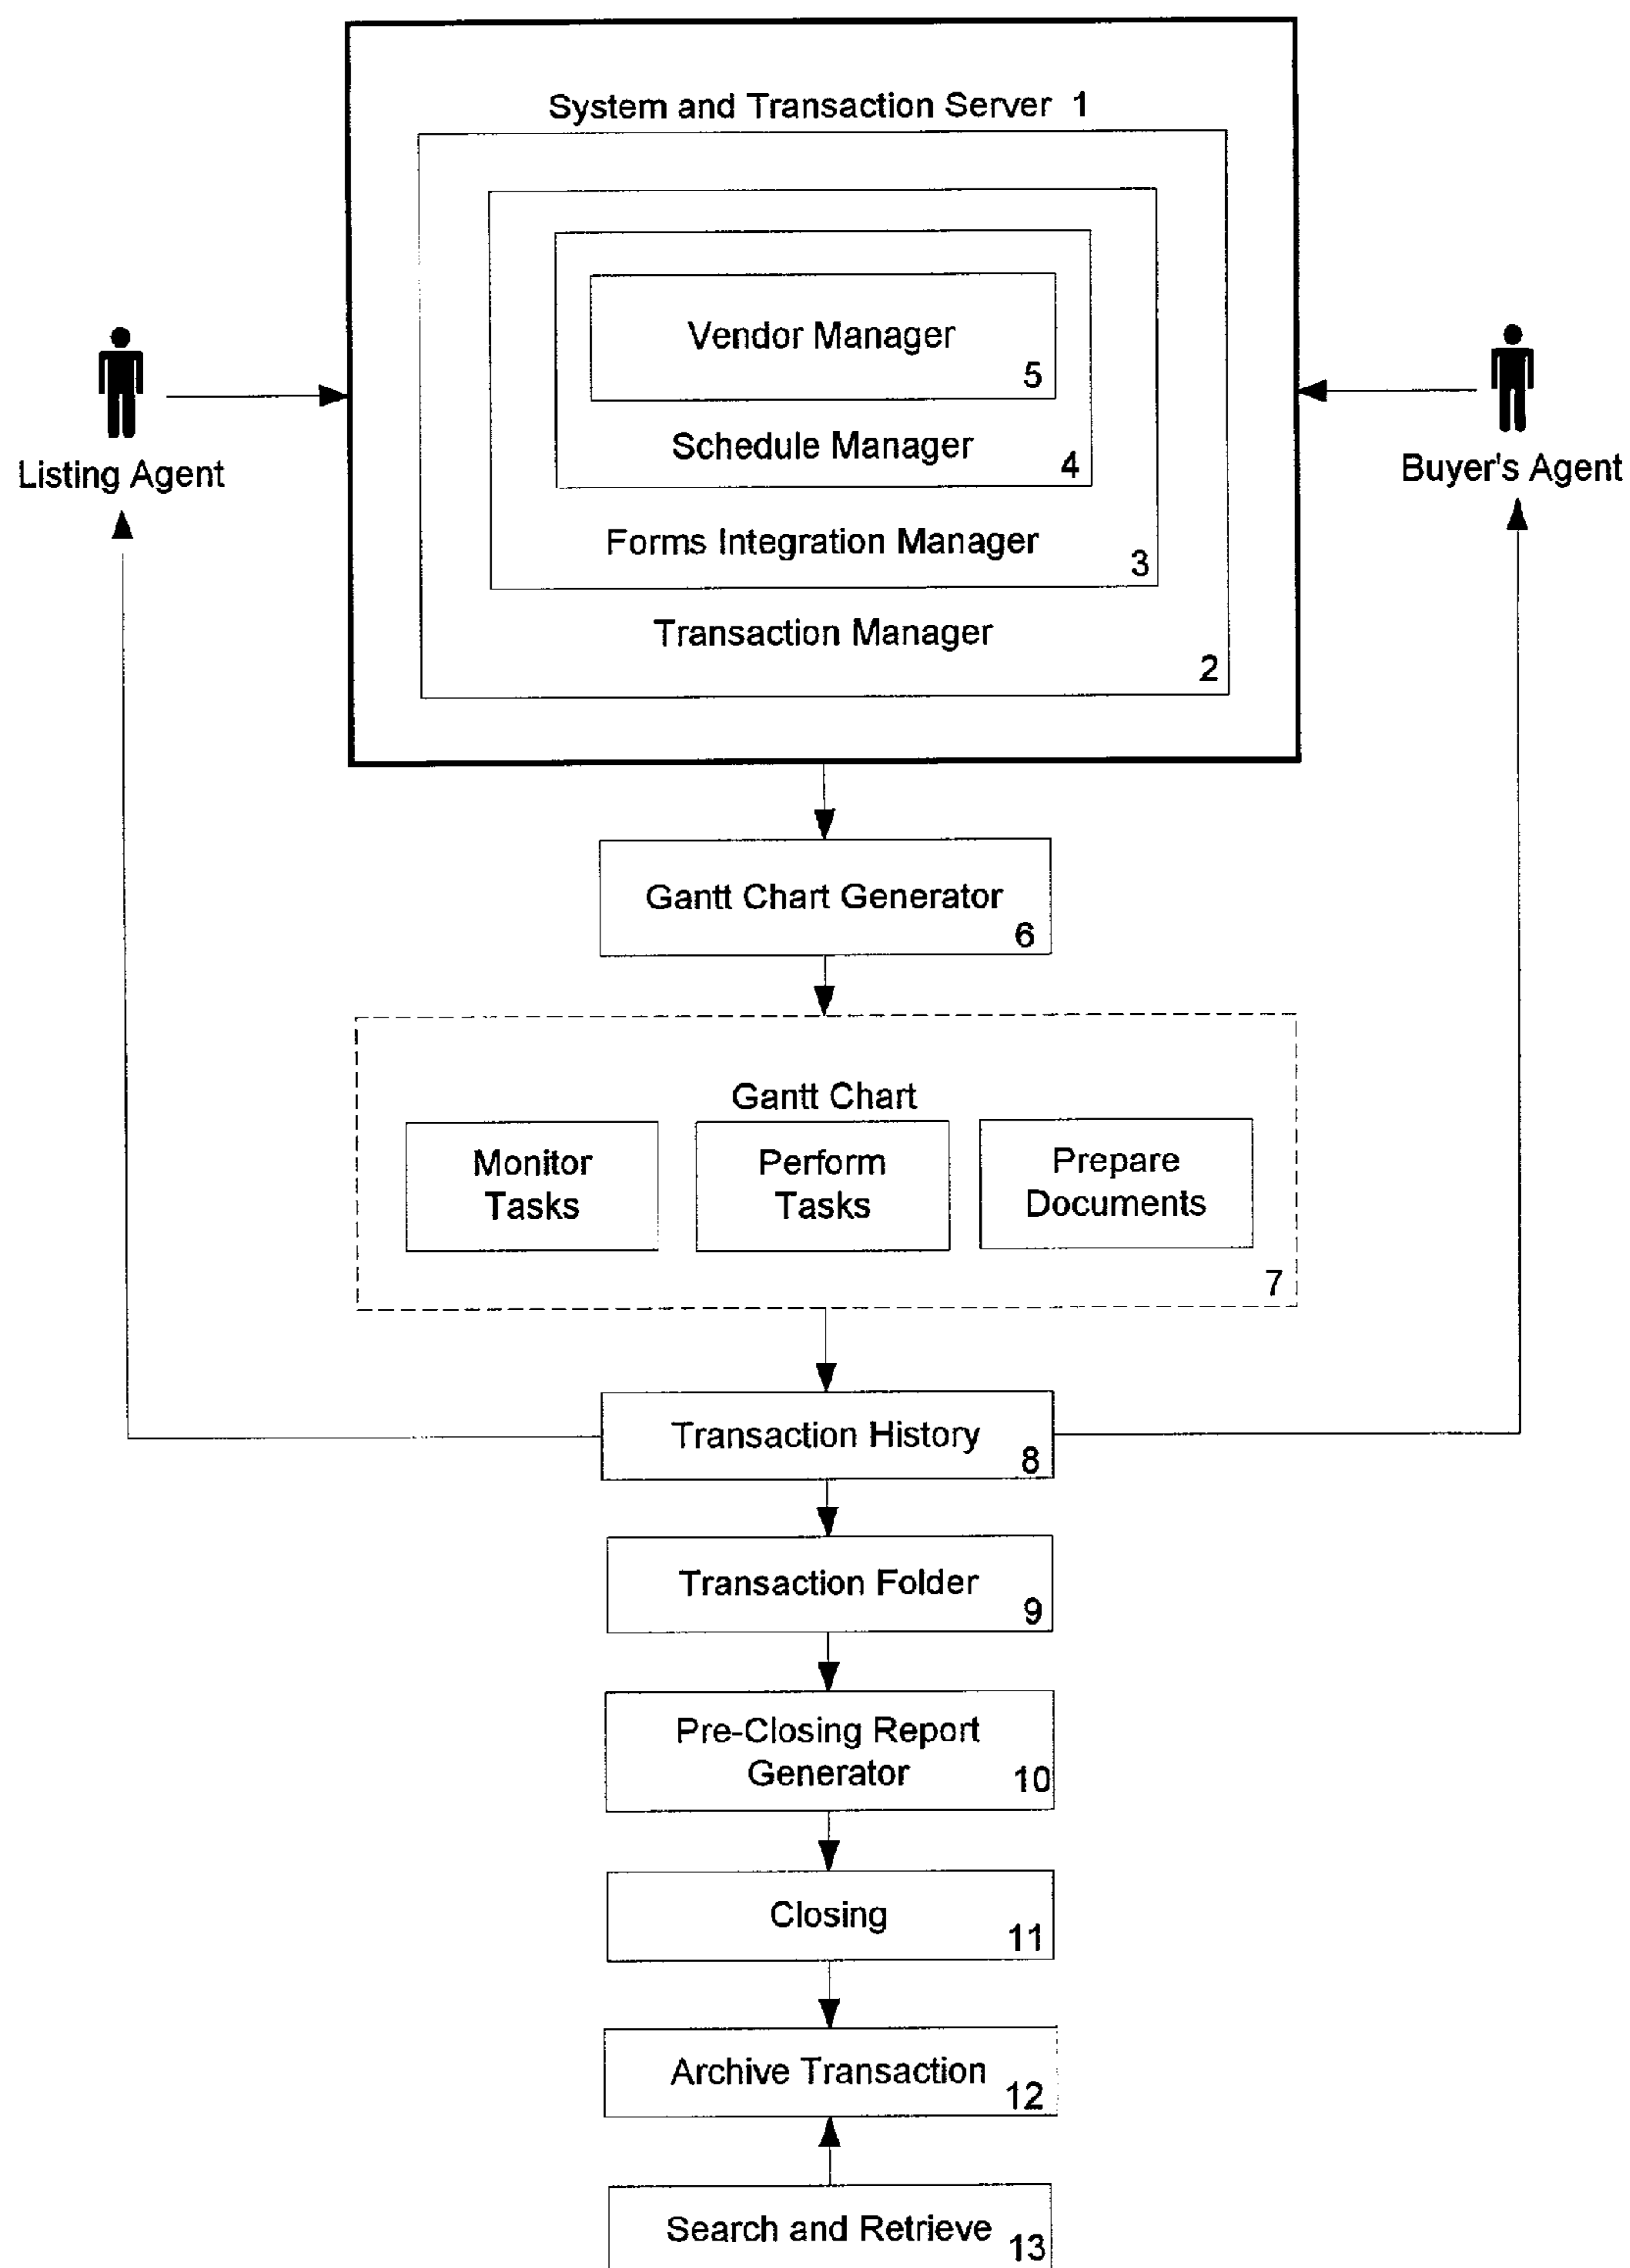 System and Transaction Server 1
Vendor Manager
5
Schedule Manager
4
Listing Agent
Buyer's Agent
Forms Integration Manager
3
Transaction Manager
2
Gantt Chart Generator
6
Gantt Chart
Monitor
Tasks
Perform
Tasks
Prepare
Documents
7
Transaction History
8
Transaction Folder
9
Pre-Closing Report
Generator
10
Closing
11
Archive Transaction
12
Search and Retrieve
13